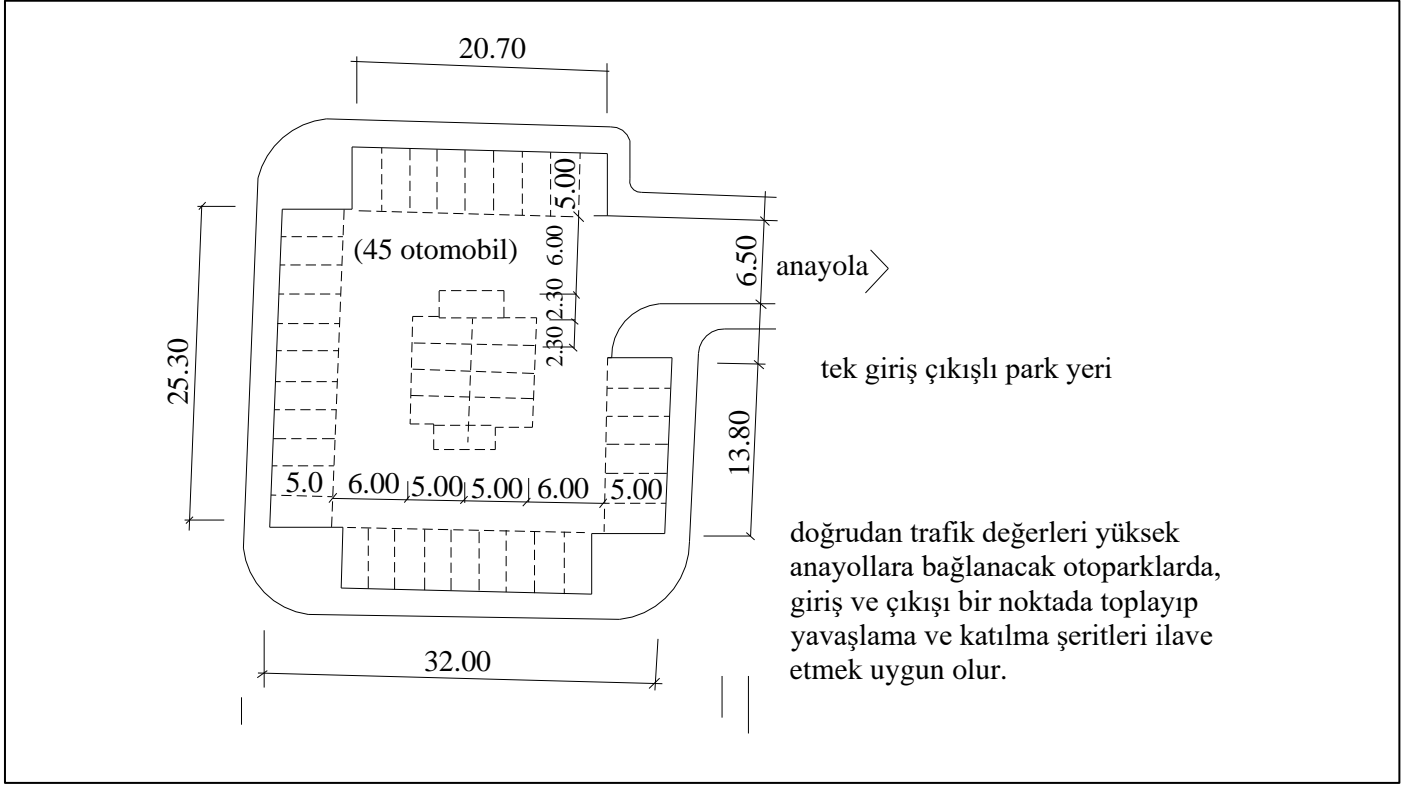 20.70
5.00
(45 otomobil)
6.00
6.50
anayola
2.30
2.30
25.30
tek giriş çıkışlı park yeri
13.80
5.0 6.00 5.00 5.00 6.00 5.00
doğrudan trafik değerleri yüksek
anayollara bağlanacak otoparklarda,
giriş ve çıkışı bir noktada toplayıp
yavaşlama ve katılma şeritleri ilave
etmek uygun olur.
32.00